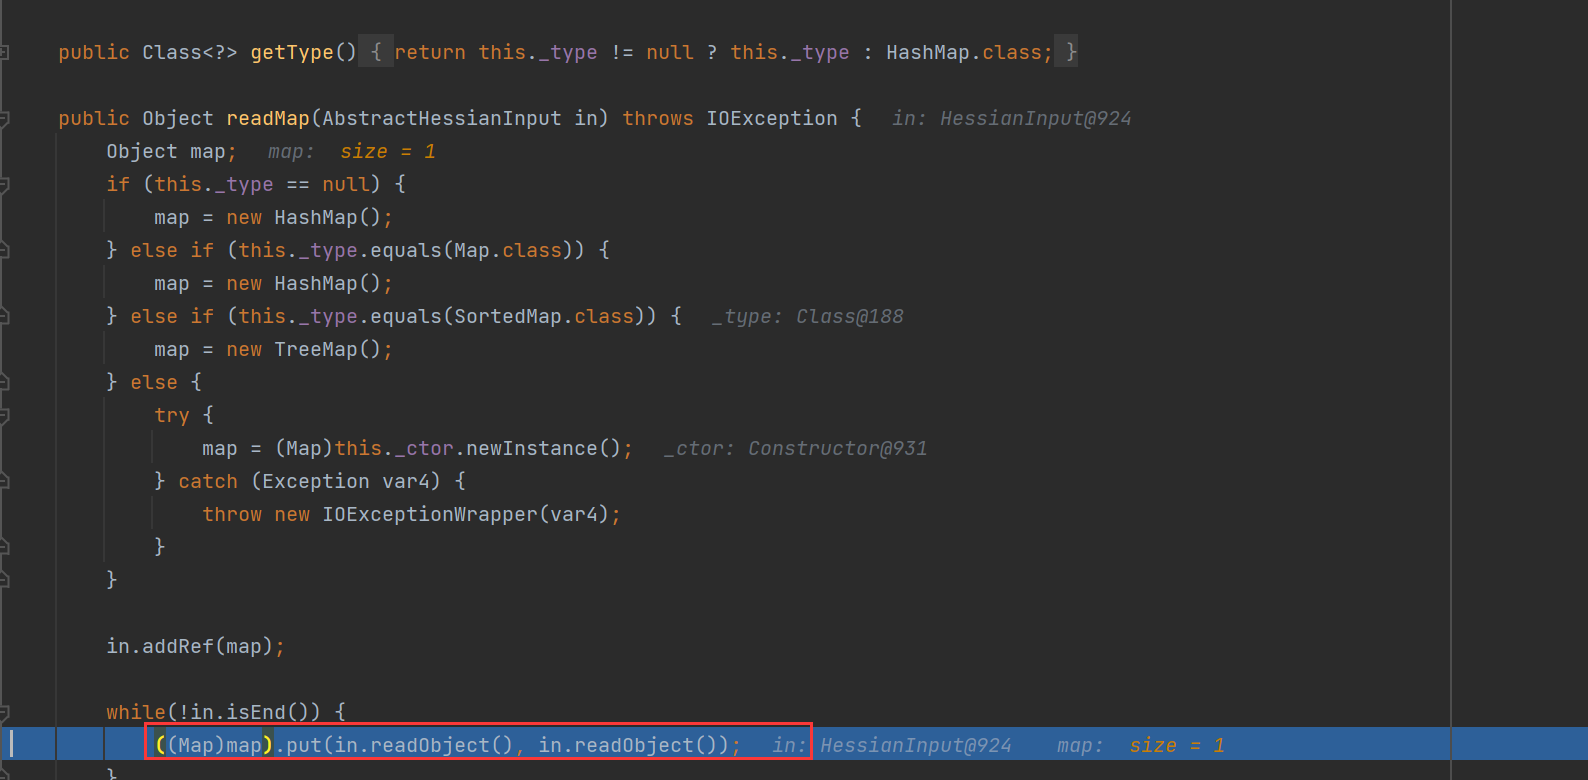 public Class<?> getType() { return this._type != null ? this._type : HashMap.class; }
public Object readMap(AbstractHessianInput in) throws IOException { in: HessianInput@924
Object map; map: size = 1
if (this._type == null) {
map = new HashMap();
} else if (this._type.equals(Map.class)) {
map = new HashMap();
} else if (this._type.equals(SortedMap.class)) { _type: Class@188
map = new TreeMap();
} else {
try {
map = (Map)this._ctor.newInstance(); _ctor: Constructor@931
} catch (Exception var4) {
throw new IOExceptionWrapper(var4);
}
}
in.addRef(map);
while(!in.isEnd()) {
((Map)map).put(in.readObject(), in.readObject()); in: HessianInput@924 map: size = 1
}